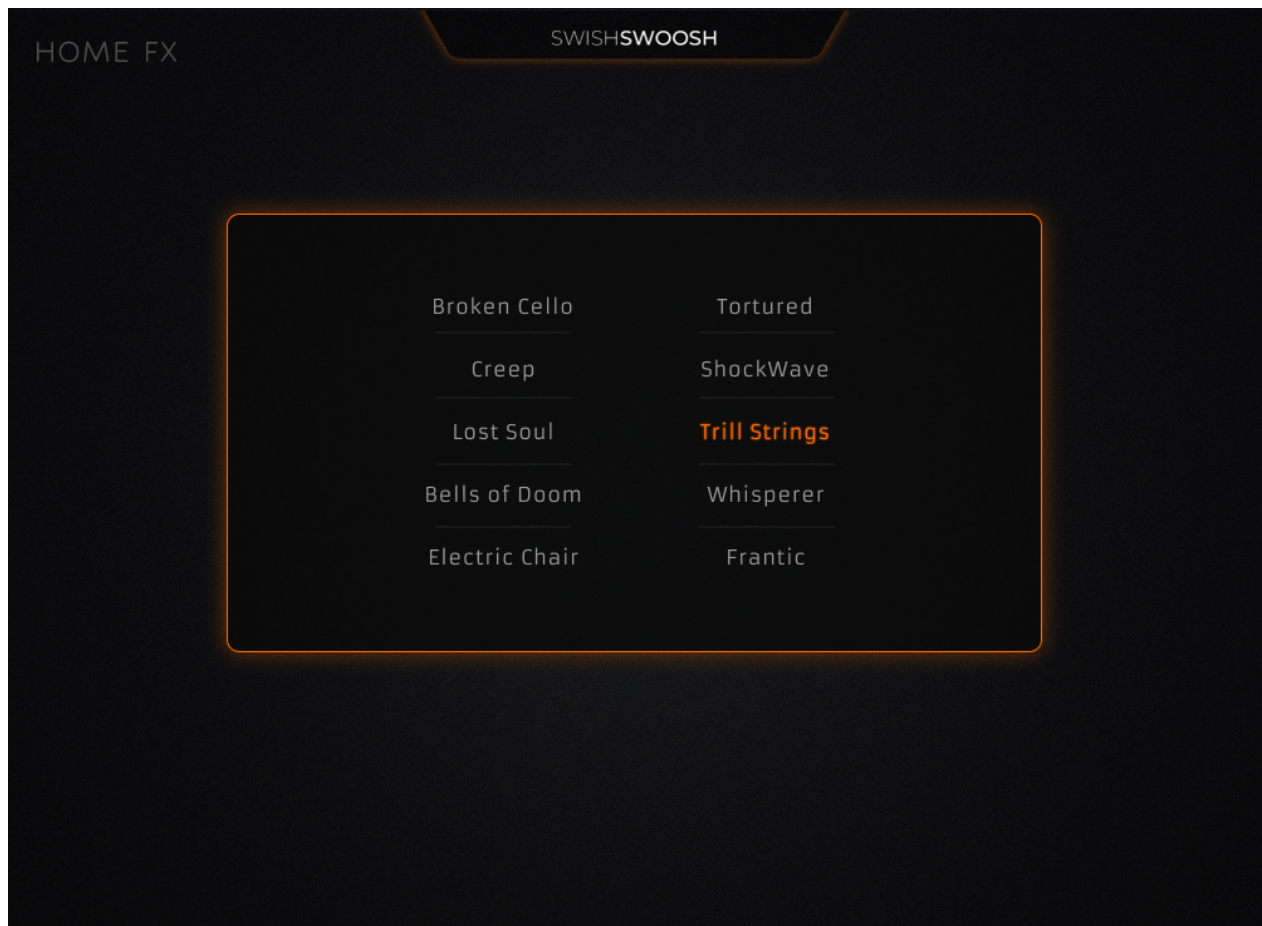 HOME FX
SWISHSWOOSH
Broken Cello
Tortured
Creep
ShockWave
Lost Soul
Trill Strings
Bells of Doom
Whisperer
Electric Chair
Frantic